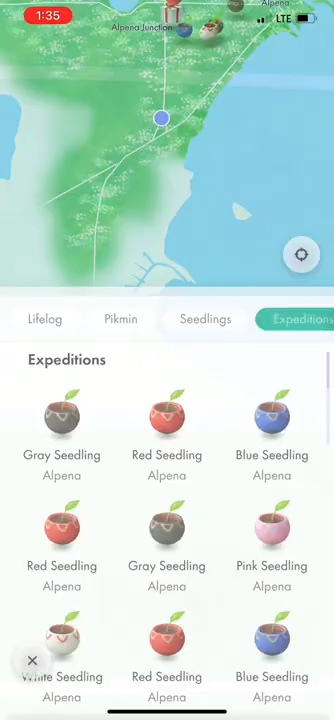 1:35
LTE
Alpena
Alpena Junction
Lifelog
Pikmin
Seedlings
Expeditions
Expeditions
Gray Seedling
Red Seedling
Blue Seedling
Alpena
Alpena
Alpena
Red Seedling
Gray Seedling
Pink Seedling
Alpena
Alpena
Alpena
White Seedling
Red Seedling
Blue Seedling
Alpena
Alpena
Alpena